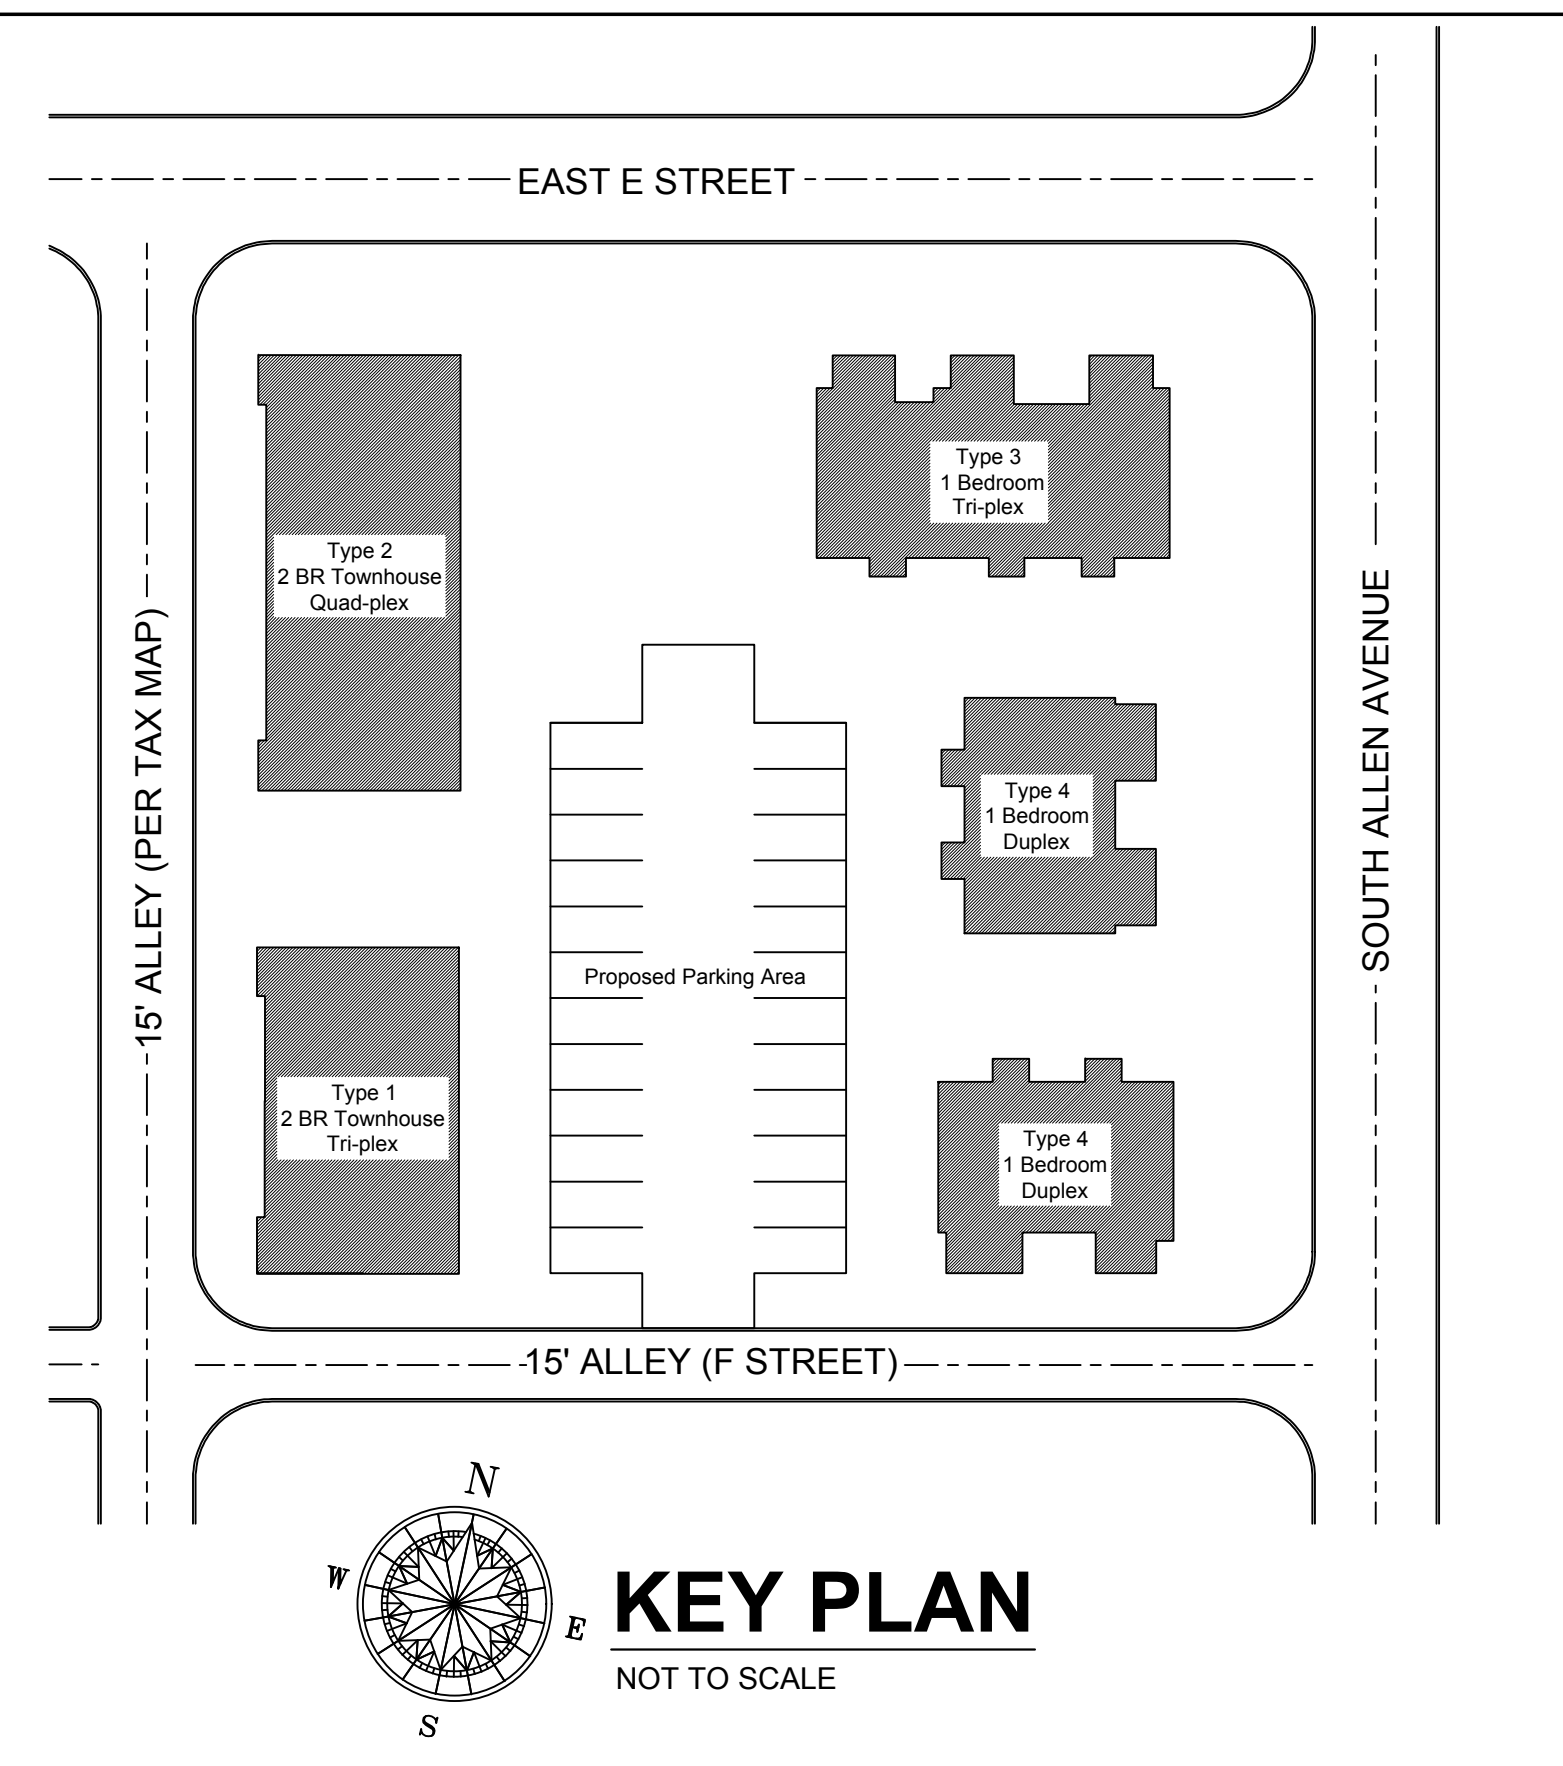 EAST E STREET
Type 3
1 Bedroom
Tri-plex
Type 2
2 BR Townhouse
Quad-plex
15' ALLEY (PER TAX MAP)
SOUTH ALLEN AVENUE
Type 4
1 Bedroom
Duplex
Proposed Parking Area
Type 1
2 BR Townhouse
Tri-plex
Type 4
1 Bedroom
Duplex
15' ALLEY (F STREET)
N
W
E
S
KEY PLAN
NOT TO SCALE